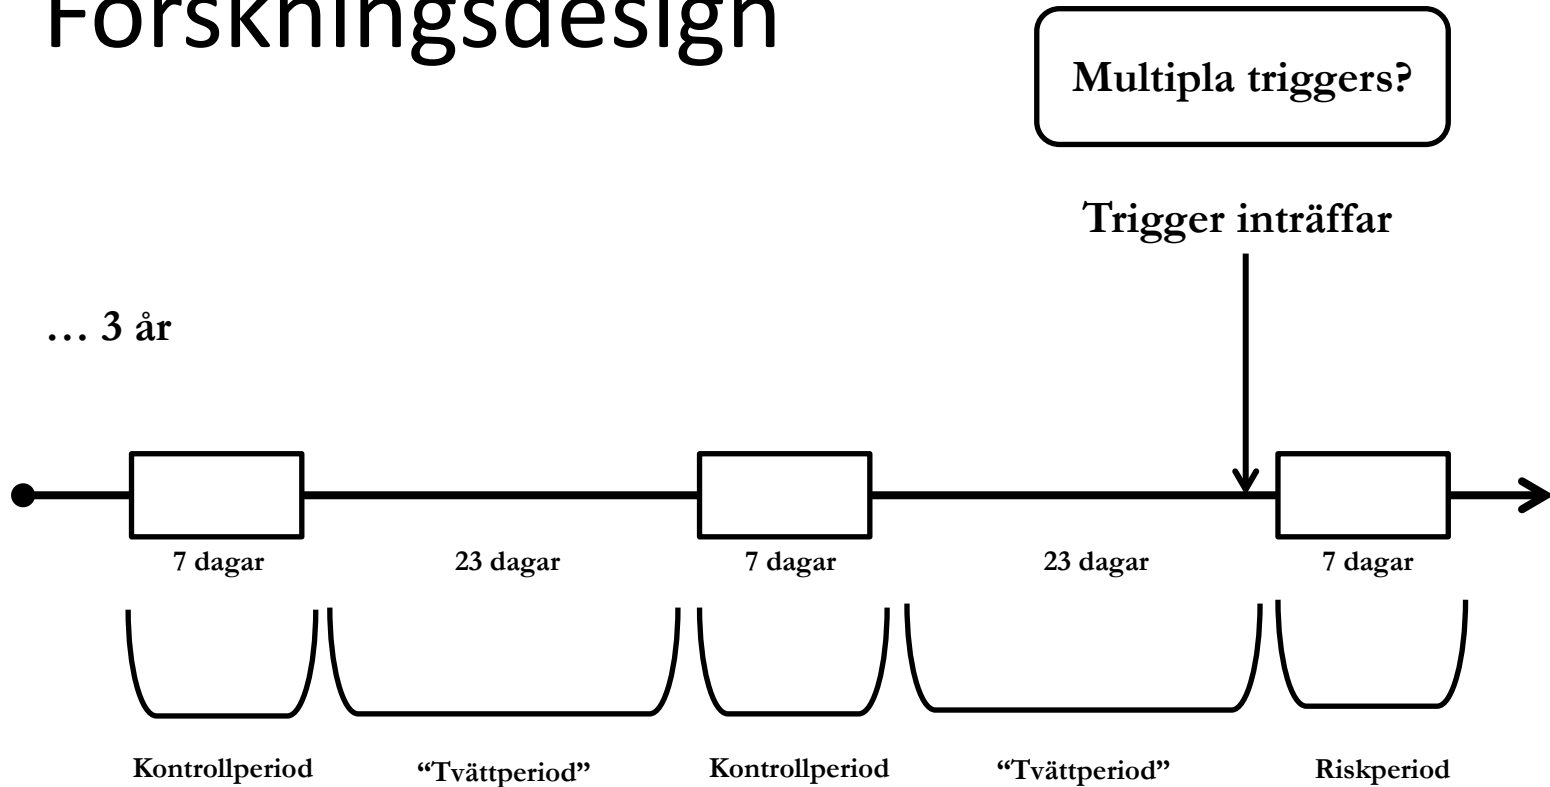 Forskningsdesign
Multipla triggers?
Trigger inträffar
… 3 år
7 dagar
23 dagar
7 dagar
23 dagar
7 dagar
Kontrollperiod
“Tvättperiod”
Kontrollperiod
“Tvättperiod”
Riskperiod